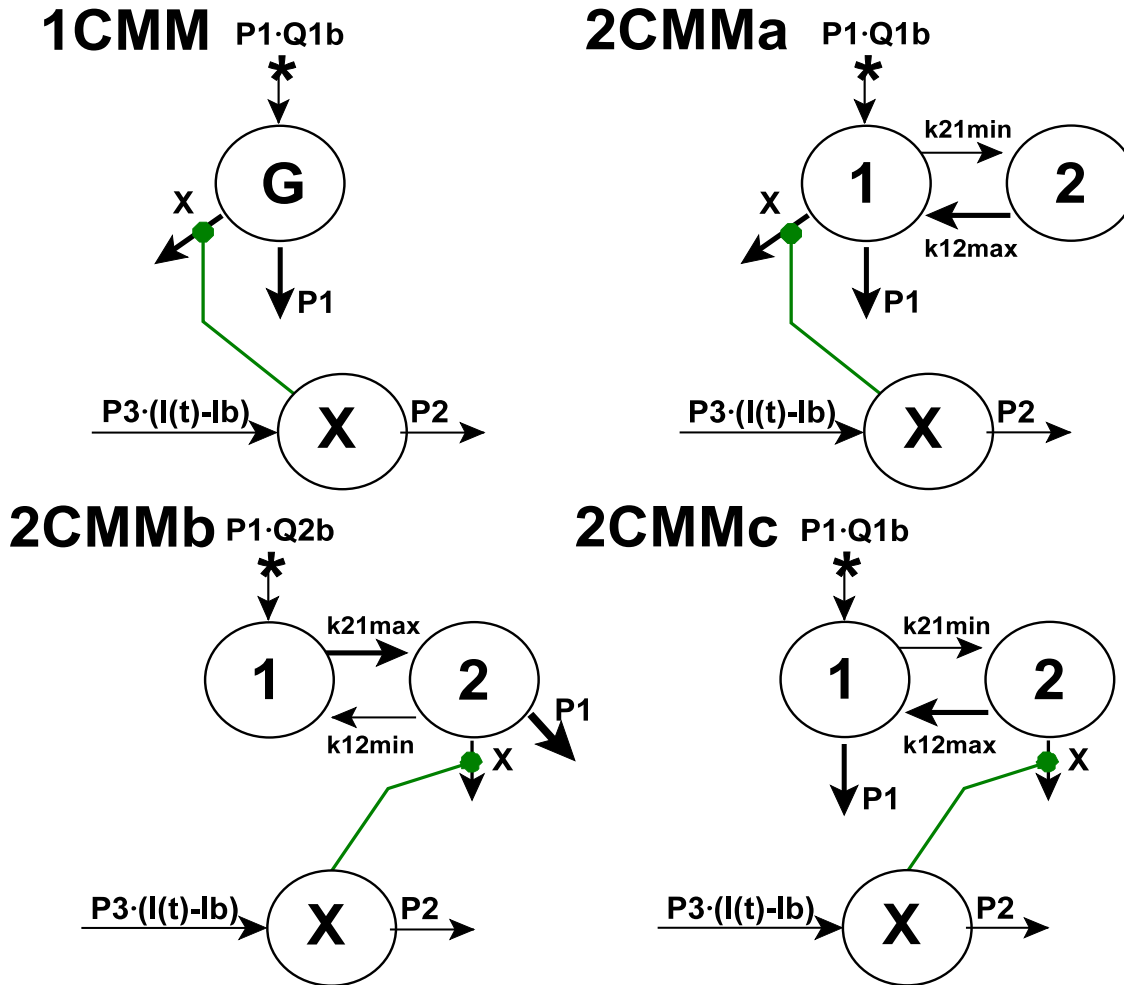 1CMM
P1·Q1b
*
G
X
P1
P3·(I(t)-Ib)
X
P2
2CMMa
P1·Q1b
*
k21min
1
2
X
k12max
P1
P3·(I(t)-Ib)
X
P2
2CMMb
P1·Q2b
*
k21max
1
2
P1
k12min
X
P3·(I(t)-Ib)
X
P2
2CMMc
P1·Q1b
*
k21min
1
2
k12max
X
P1
P3·(I(t)-Ib)
X
P2